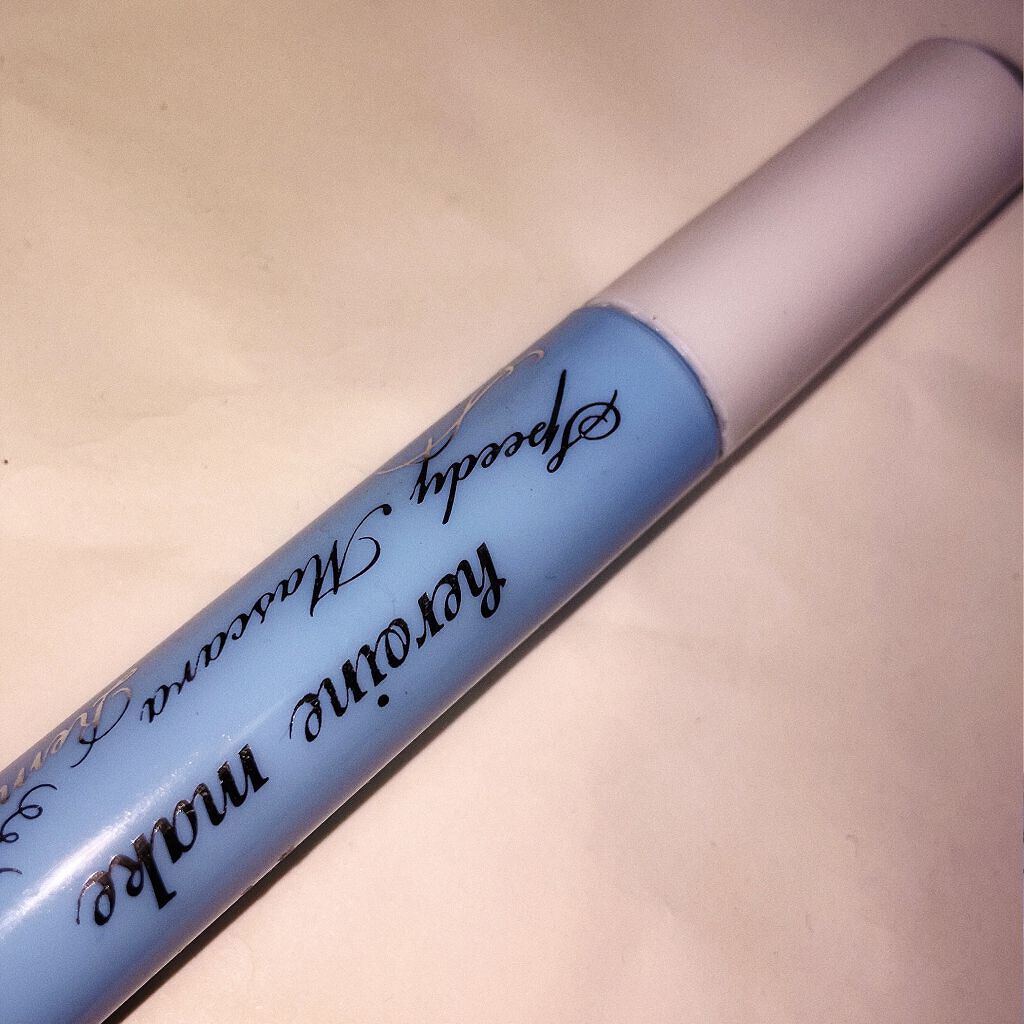 heroine make
Speedy Mascara